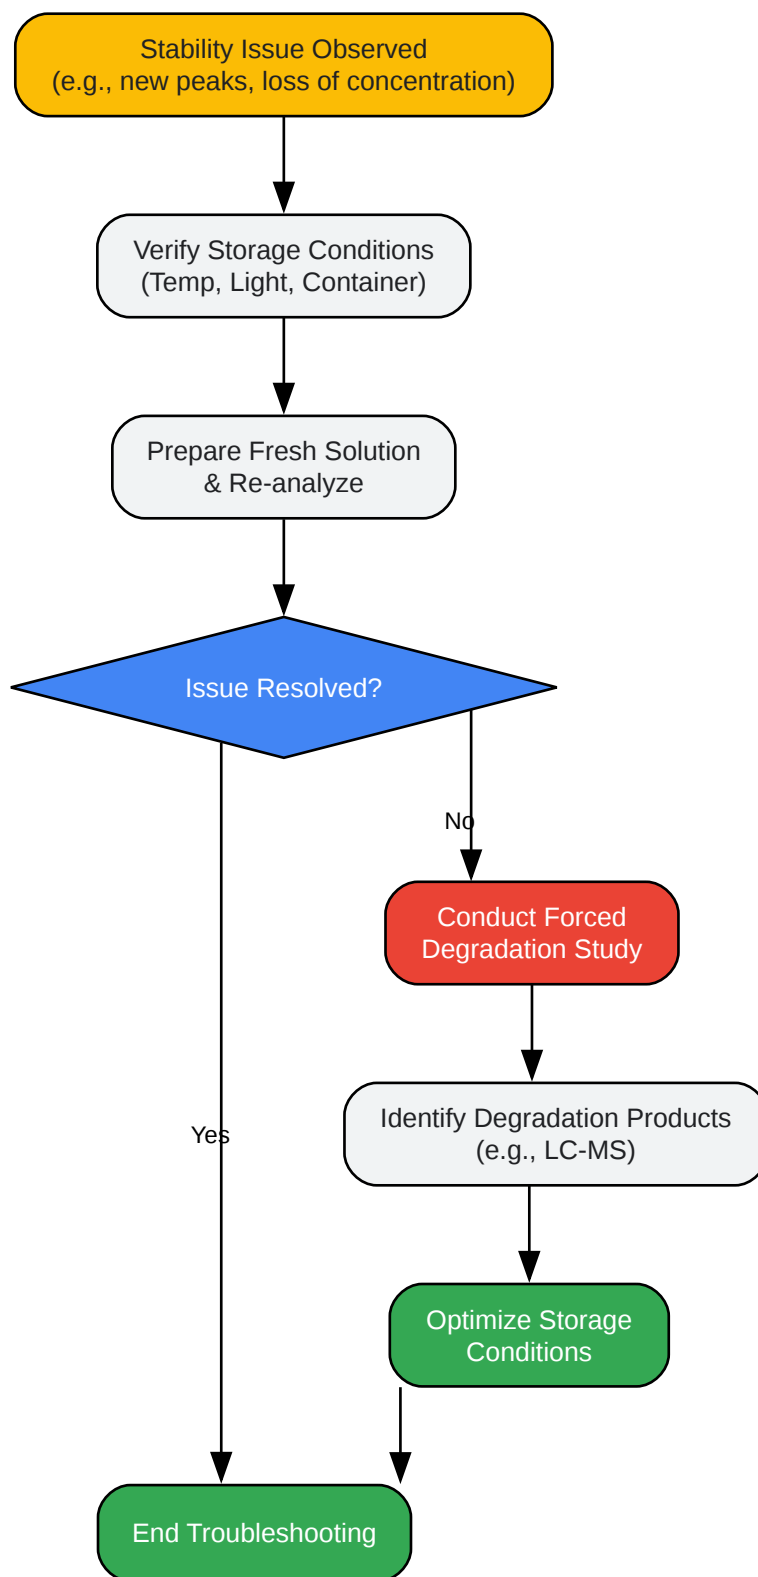 Stability Issue Observed
(e.g., new peaks, loss of concentration)
Verify Storage Conditions
(Temp, Light, Container)
Prepare Fresh Solution
& Re-analyze
Issue Resolved?
No
Conduct Forced
Degradation Study
Yes
Identify Degradation Products
(e.g., LC-MS)
Optimize Storage
Conditions
End Troubleshooting